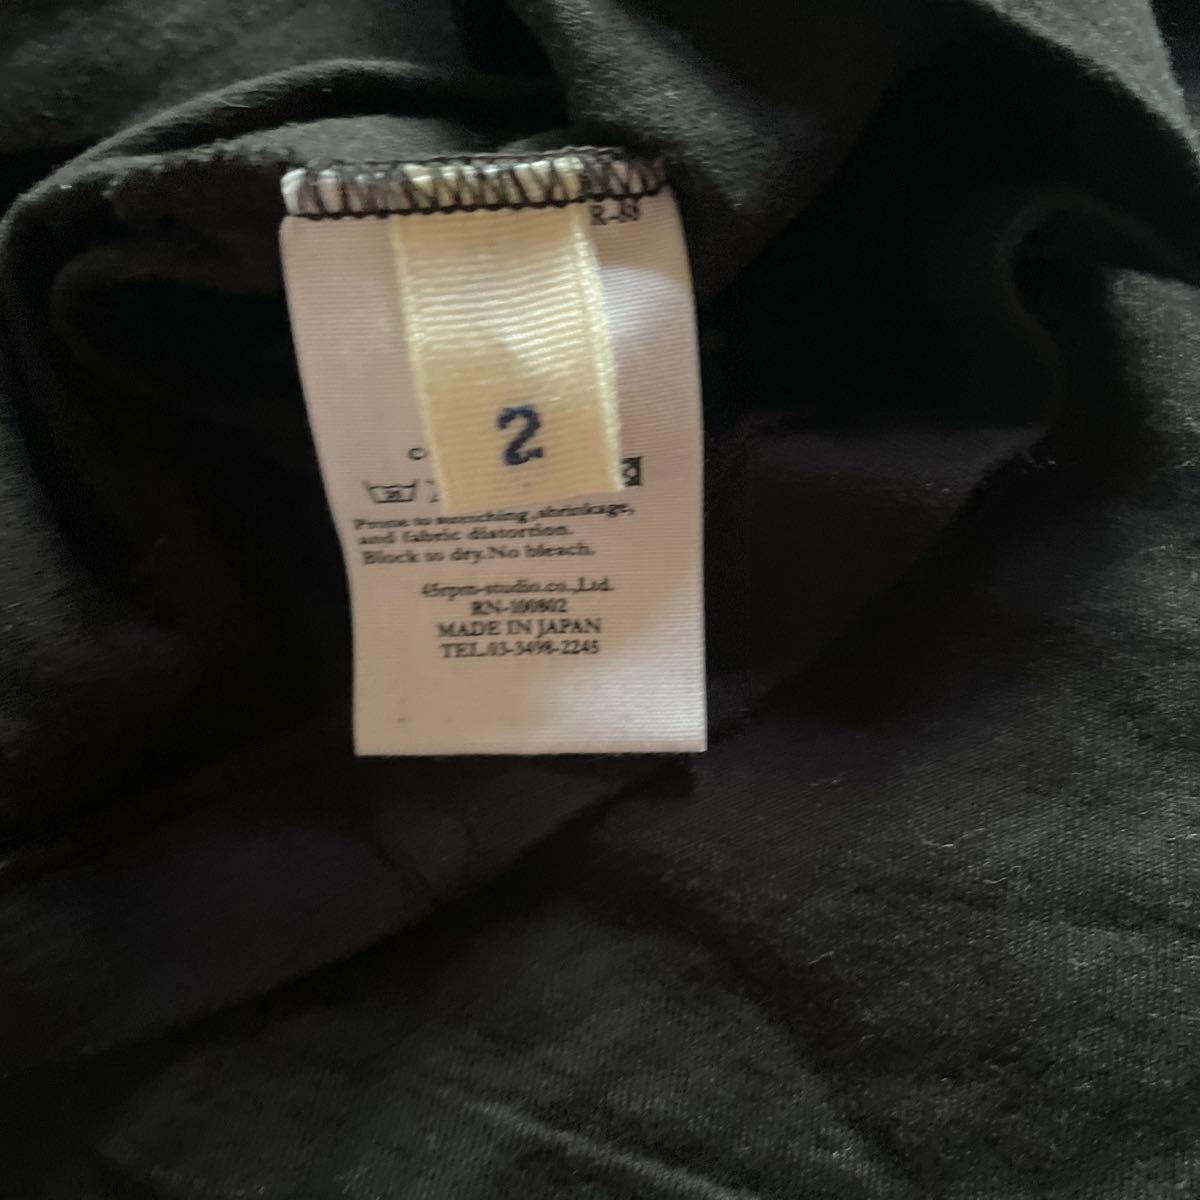 R-88
2
C
Prone to stretching, shrinkage,
and fabric distortion.
Block to dry.No bleach.
45rpm-studio.co.,Ltd.
RN-100802
MADE IN JAPAN
TEL.03-3498-2245